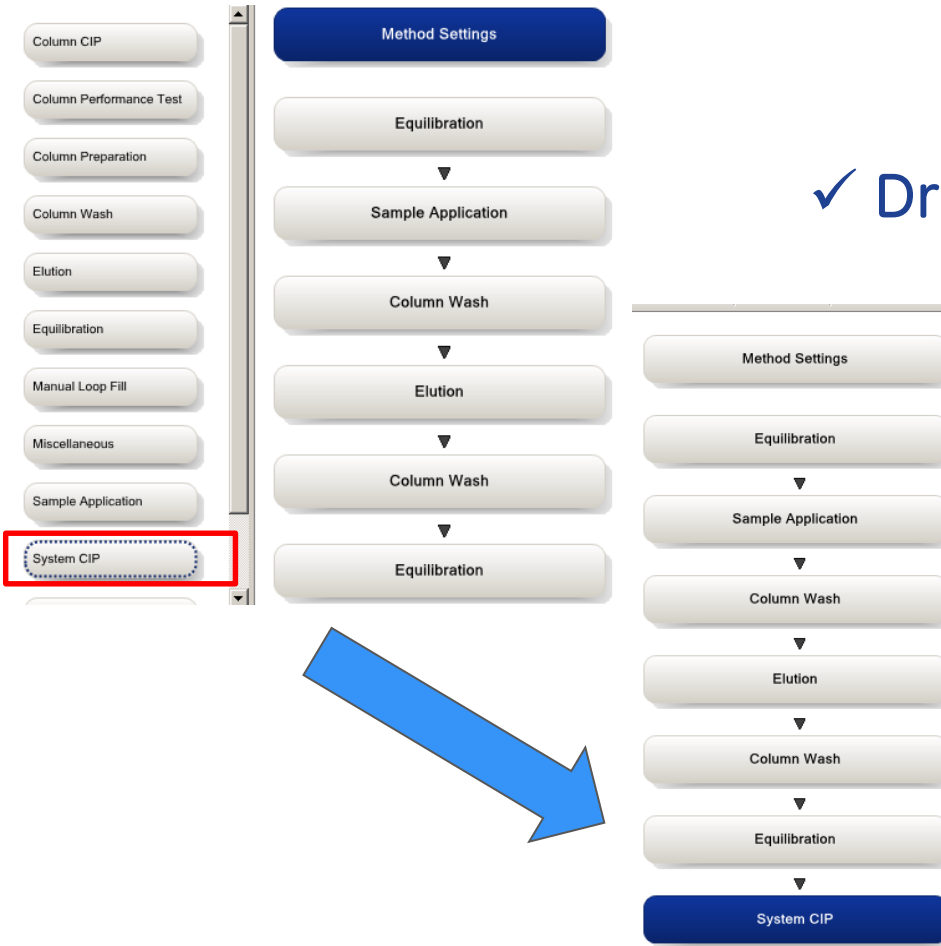 Column CIP
Column Performance Test
Column Preparation
Column Wash
Elution
Equilibration
Manual Loop Fill
Miscellaneous
Sample Application
System CIP
Method Settings
Equilibration
Sample Application
Column Wash
Elution
Column Wash
Equilibration
✓ Dr
Method Settings
Equilibration
Sample Application
Column Wash
Elution
Column Wash
Equilibration
System CIP